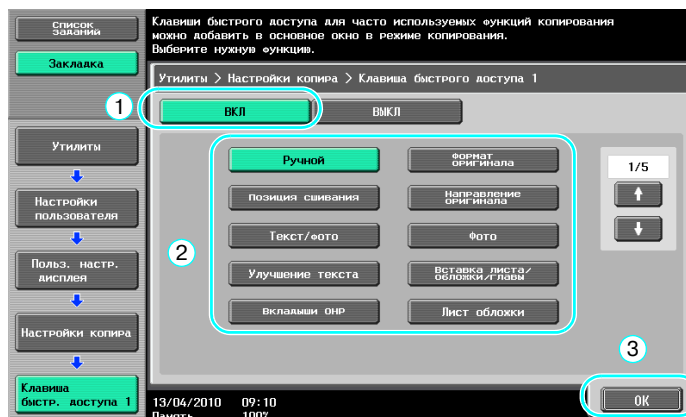 Список
заданий
Закладка
Клавиши быстрого доступа для часто используемых функций копирования
можно добавить в основное окно в режиме копирования.
Выберите нужную функцию.
Утилиты > Настройки копира > Клавиша быстрого доступа 1
1
ВКЛ
ВЫКЛ
Утилиты
Настройки
пользователя
Польз. настр.
дисплея
Настройки копира
Клавиша
быстр. доступа 1
2
Ручной
Формат
оригинала
Позиция сшивания
Направление
оригинала
Текст/фото
Фото
Улучшение текста
Вставка листа/
обложки/главы
Вкладыши OHP
Лист обложки
1/5
3
OK
13/04/2010 09:10
Память 100%